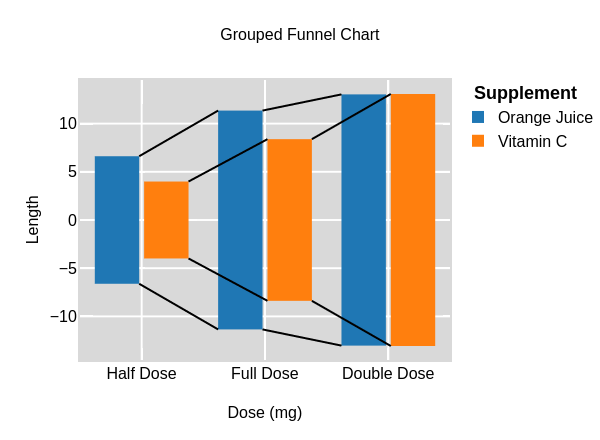 Grouped Funnel Chart
Supplement
Orange Juice
Vitamin C
Length
10
5
0
−5
−10
Half Dose
Full Dose
Double Dose
Dose (mg)